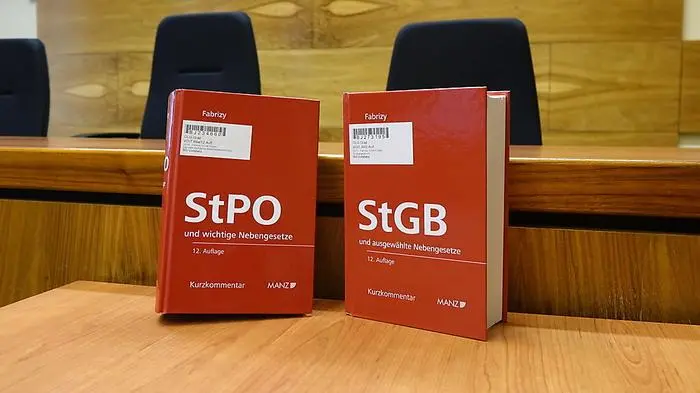 Fabrizy
StPO
und wichtige Nebengesetze
12. Auflage
Kurzkommentar
MANZ
Fabrizy
StGB
und ausgewählte Nebengesetze
12. Auflage
Kurzkommentar
MANZ